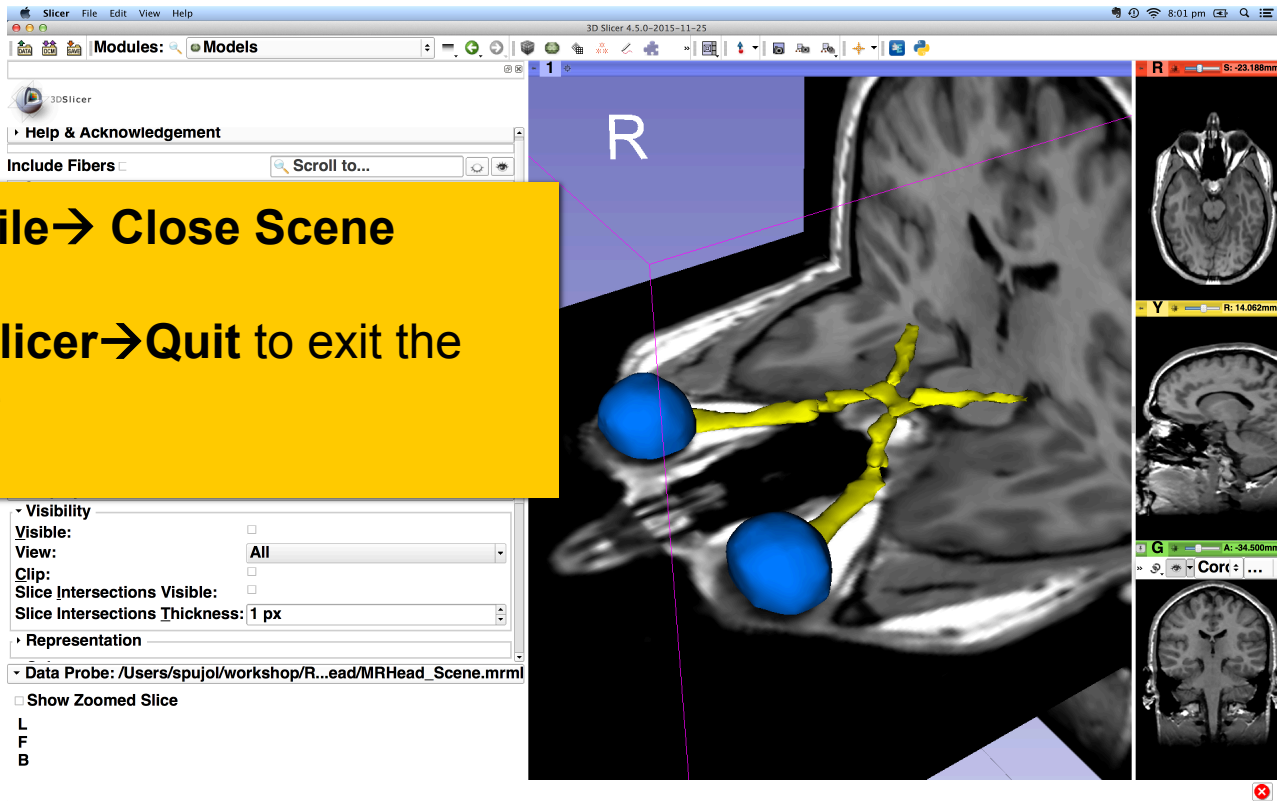 Slicer File Edit View Help
8:01 pm
3D Slicer 4.5.0-2015-11-25
DATA DCM SAVE Modules: Models
1
R S: -23.188mm
3DSlicer
R
Help & Acknowledgement
Include Fibers Scroll to...
ile→ Close Scene
licer→Quit to exit the
Y R: 14.062mm
Visibility
Visible:
View: All
Clip:
Slice Intersections Visible:
Slice Intersections Thickness: 1 px
G A: -34.500mm
» ...
Representation
Data Probe: /Users/spujol/workshop/R...ead/MRHead_Scene.mrml
Show Zoomed Slice
L
F
B